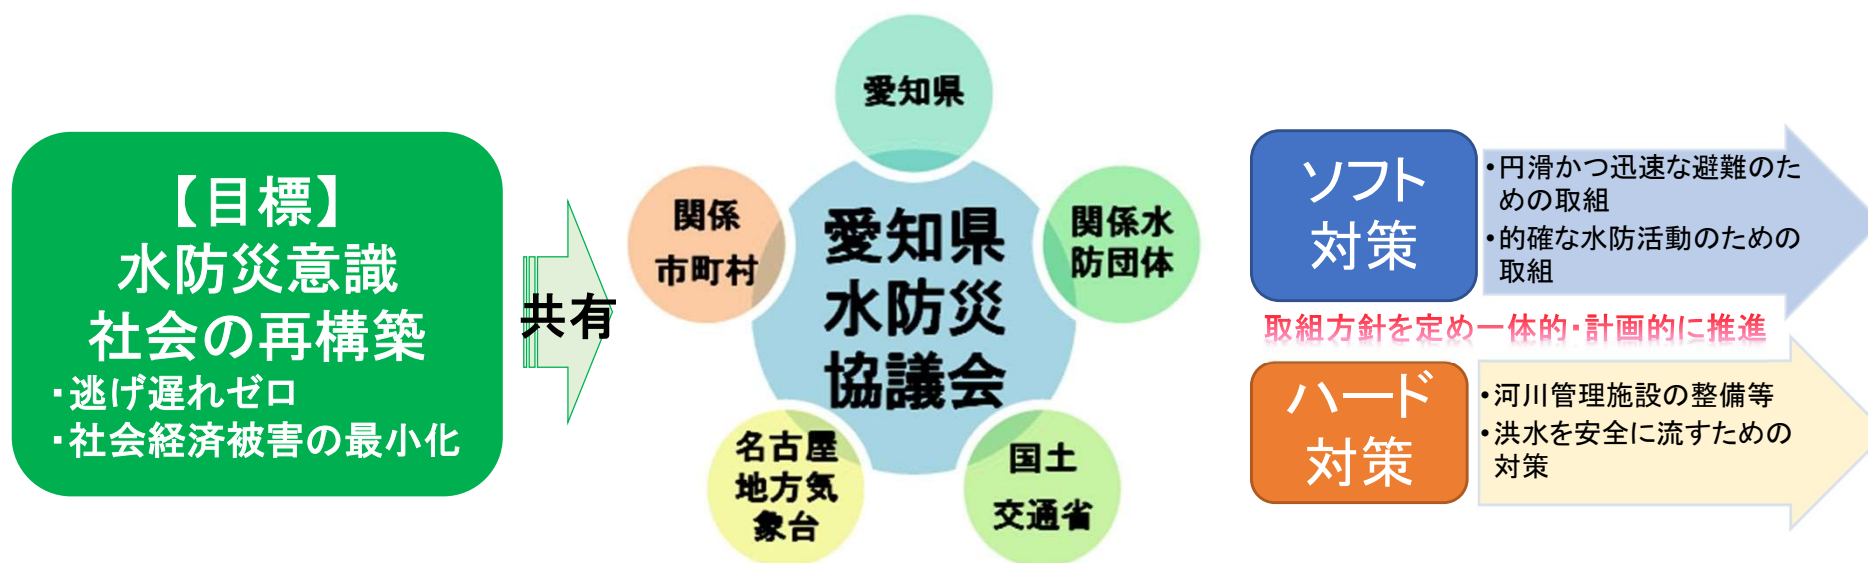 【目標】
水防災意識
社会の再構築
・逃げ遅れゼロ
・社会経済被害の最小化
共有
愛知県
関係
市町村
愛知県
水防災
協議会
関係水
防団体
名古屋
地方気
象台
国土
交通省
ソフト
対策
・円滑かつ迅速な避難のた
めの取組
・的確な水防活動のための
取組
取組方針を定め一体的・計画的に推進
ハード
対策
・河川管理施設の整備等
・洪水を安全に流すための
対策